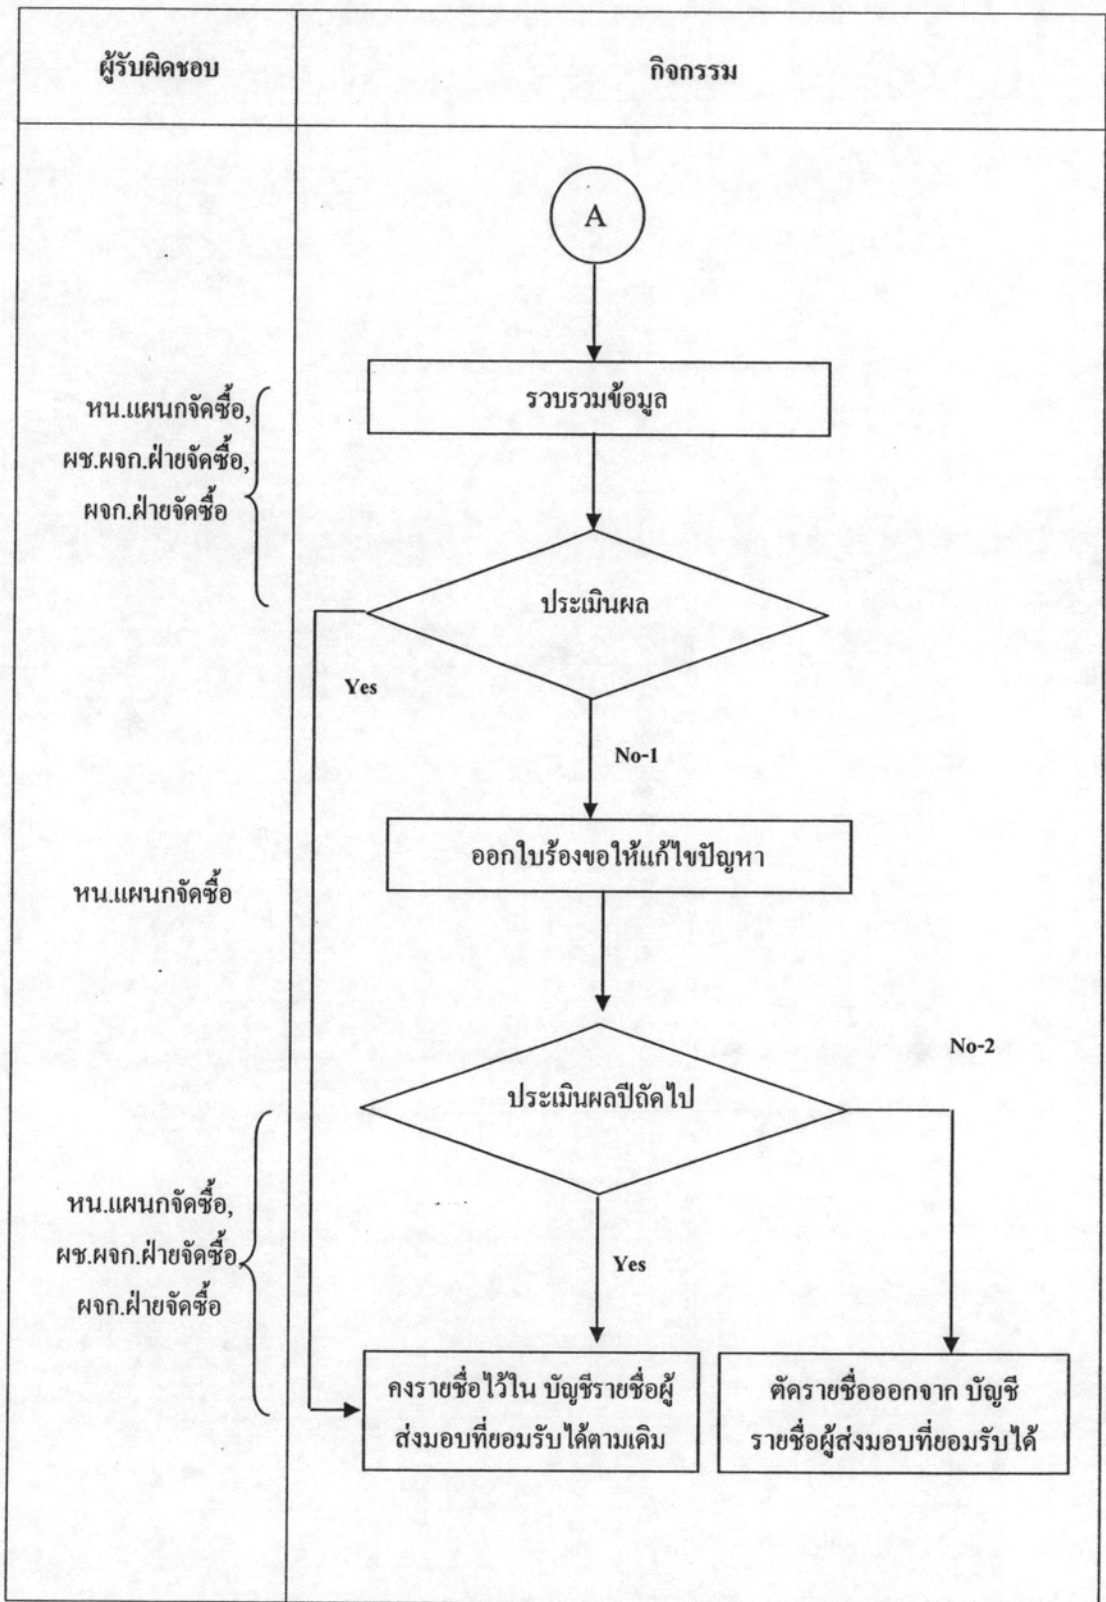 ผู้รับผิดชอบ
กิจกรรม
A
รวบรวมข้อมูล
หน.แผนกจัดซื้อ,
ผช.ผจก.ฝ่ายจัดซื้อ,
ผจก.ฝ่ายจัดซื้อ
ประเมินผล
Yes
No-1
ออกใบร้องขอให้แก้ไขปัญหา
หน.แผนกจัดซื้อ
No-2
ประเมินผลปีถัดไป
หน.แผนกจัดซื้อ,
ผช.ผจก.ฝ่ายจัดซื้อ,
ผจก.ฝ่ายจัดซื้อ
Yes
คงรายชื่อไว้ใน บัญชีรายชื่อผู้
ส่งมอบที่ยอมรับได้ตามเดิม
ตัดรายชื่อออกจาก บัญชี
รายชื่อผู้ส่งมอบที่ยอมรับได้